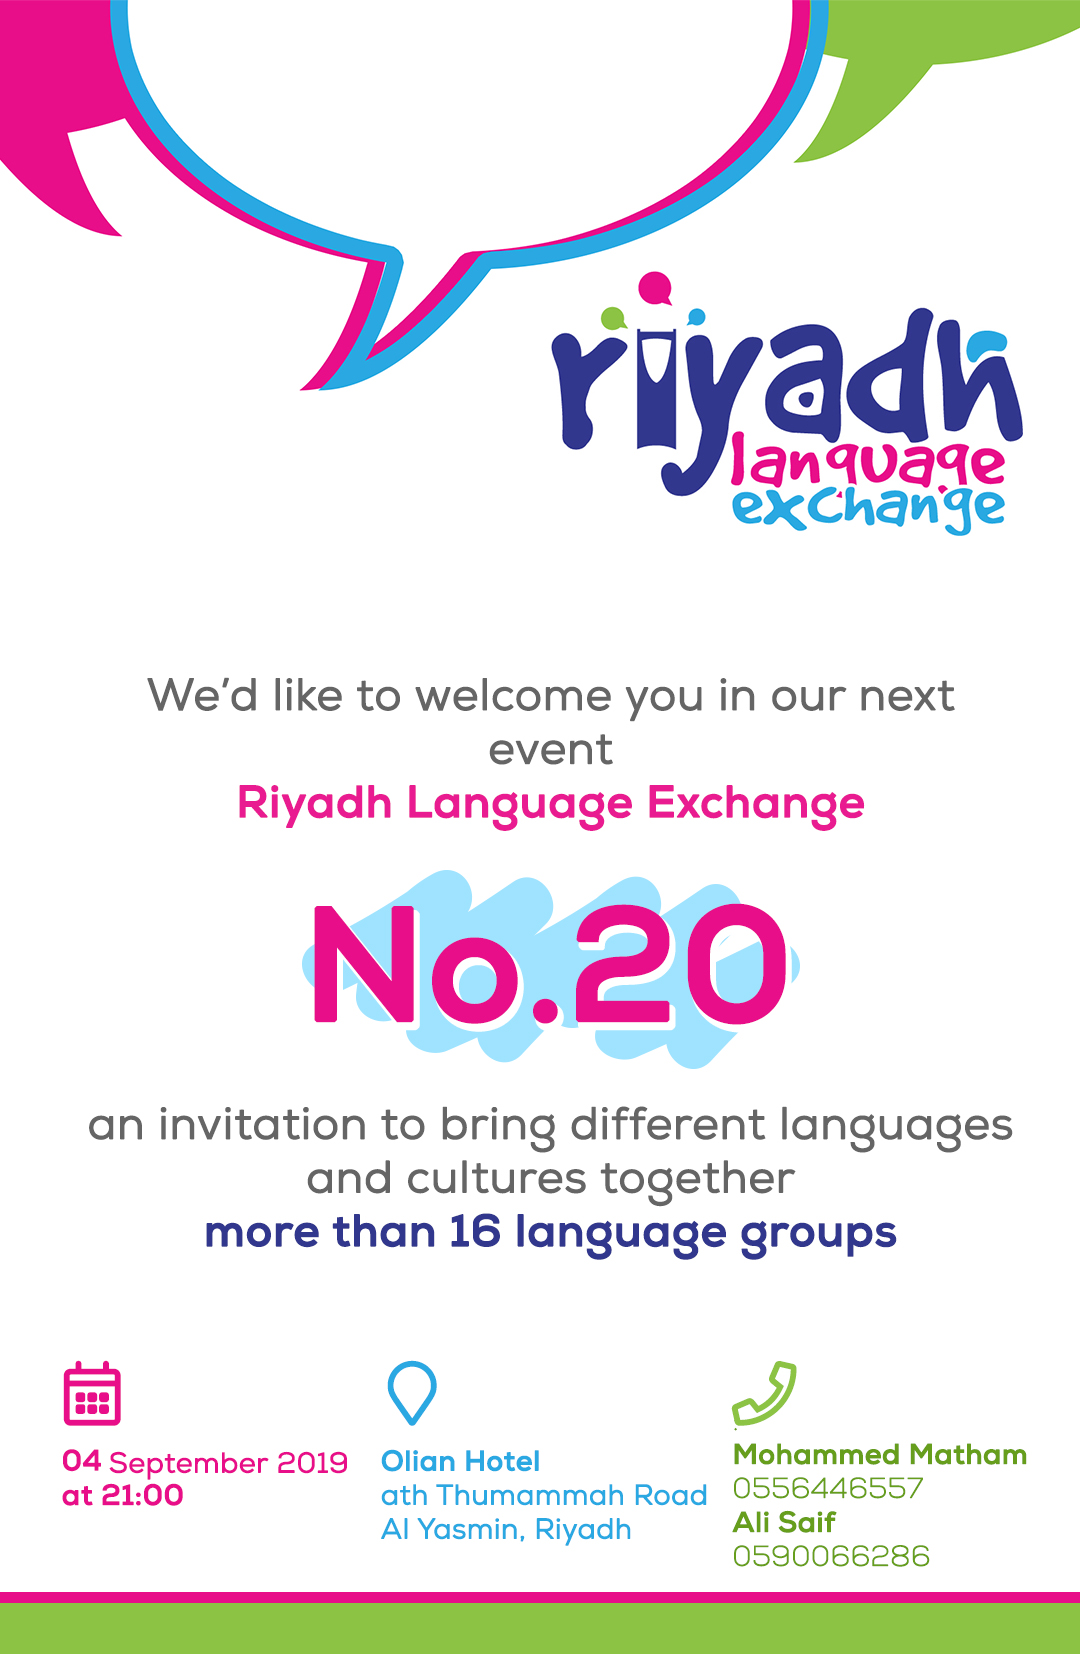 riyadh
language
exchange
We'd like to welcome you in our next
event
Riyadh Language Exchange
No.20
an invitation to bring different languages
and cultures together
more than 16 language groups
04 September 2019
at 21:00
Olian Hotel
ath Thumammah Road
Al Yasmin, Riyadh
Mohammed Matham
0556446557
Ali Saif
0590066286